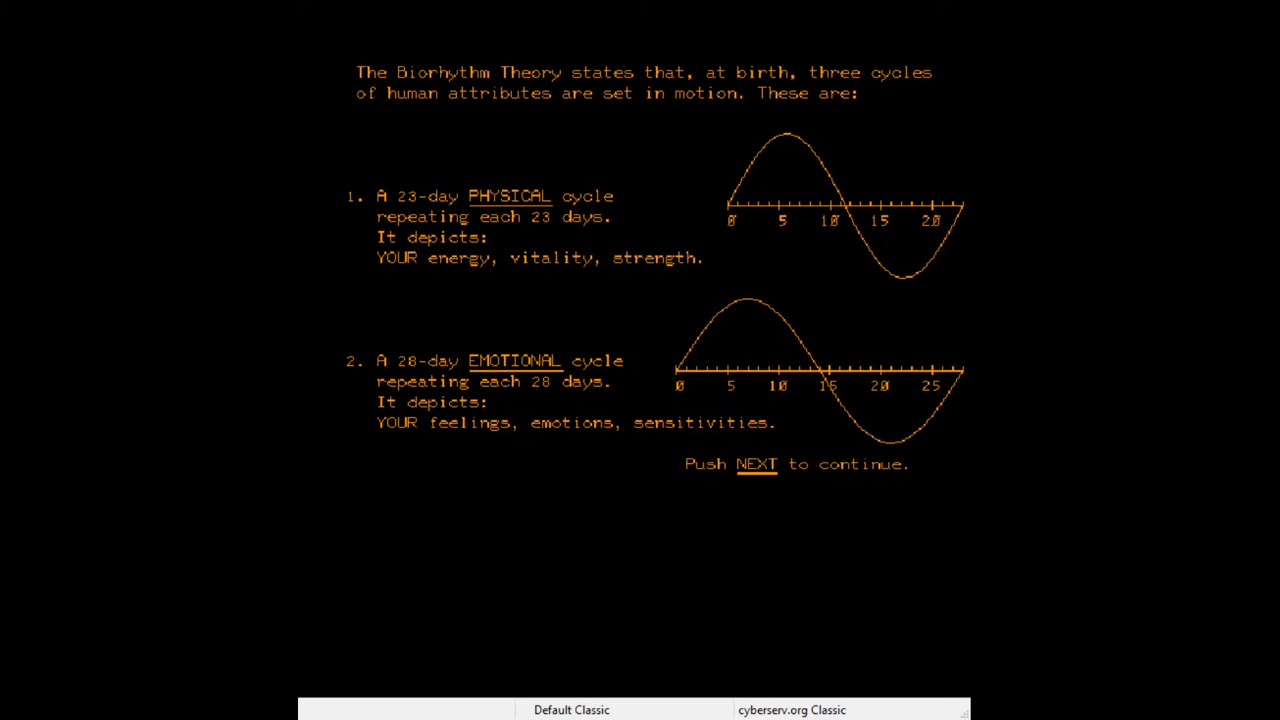 The Biorhythm Theory states that, at birth, three cycles
of human attributes are set in motion. These are:
1. A 23-day PHYSICAL cycle
repeating each 23 days.
It depicts:
YOUR energy, vitality, strength.
0 5 10 15 20
2. A 28-day EMOTIONAL cycle
repeating each 28 days.
It depicts:
YOUR feelings, emotions, sensitivities.
0 5 10 15 20 25
Push NEXT to continue.
Default Classic
cyberserv.org Classic